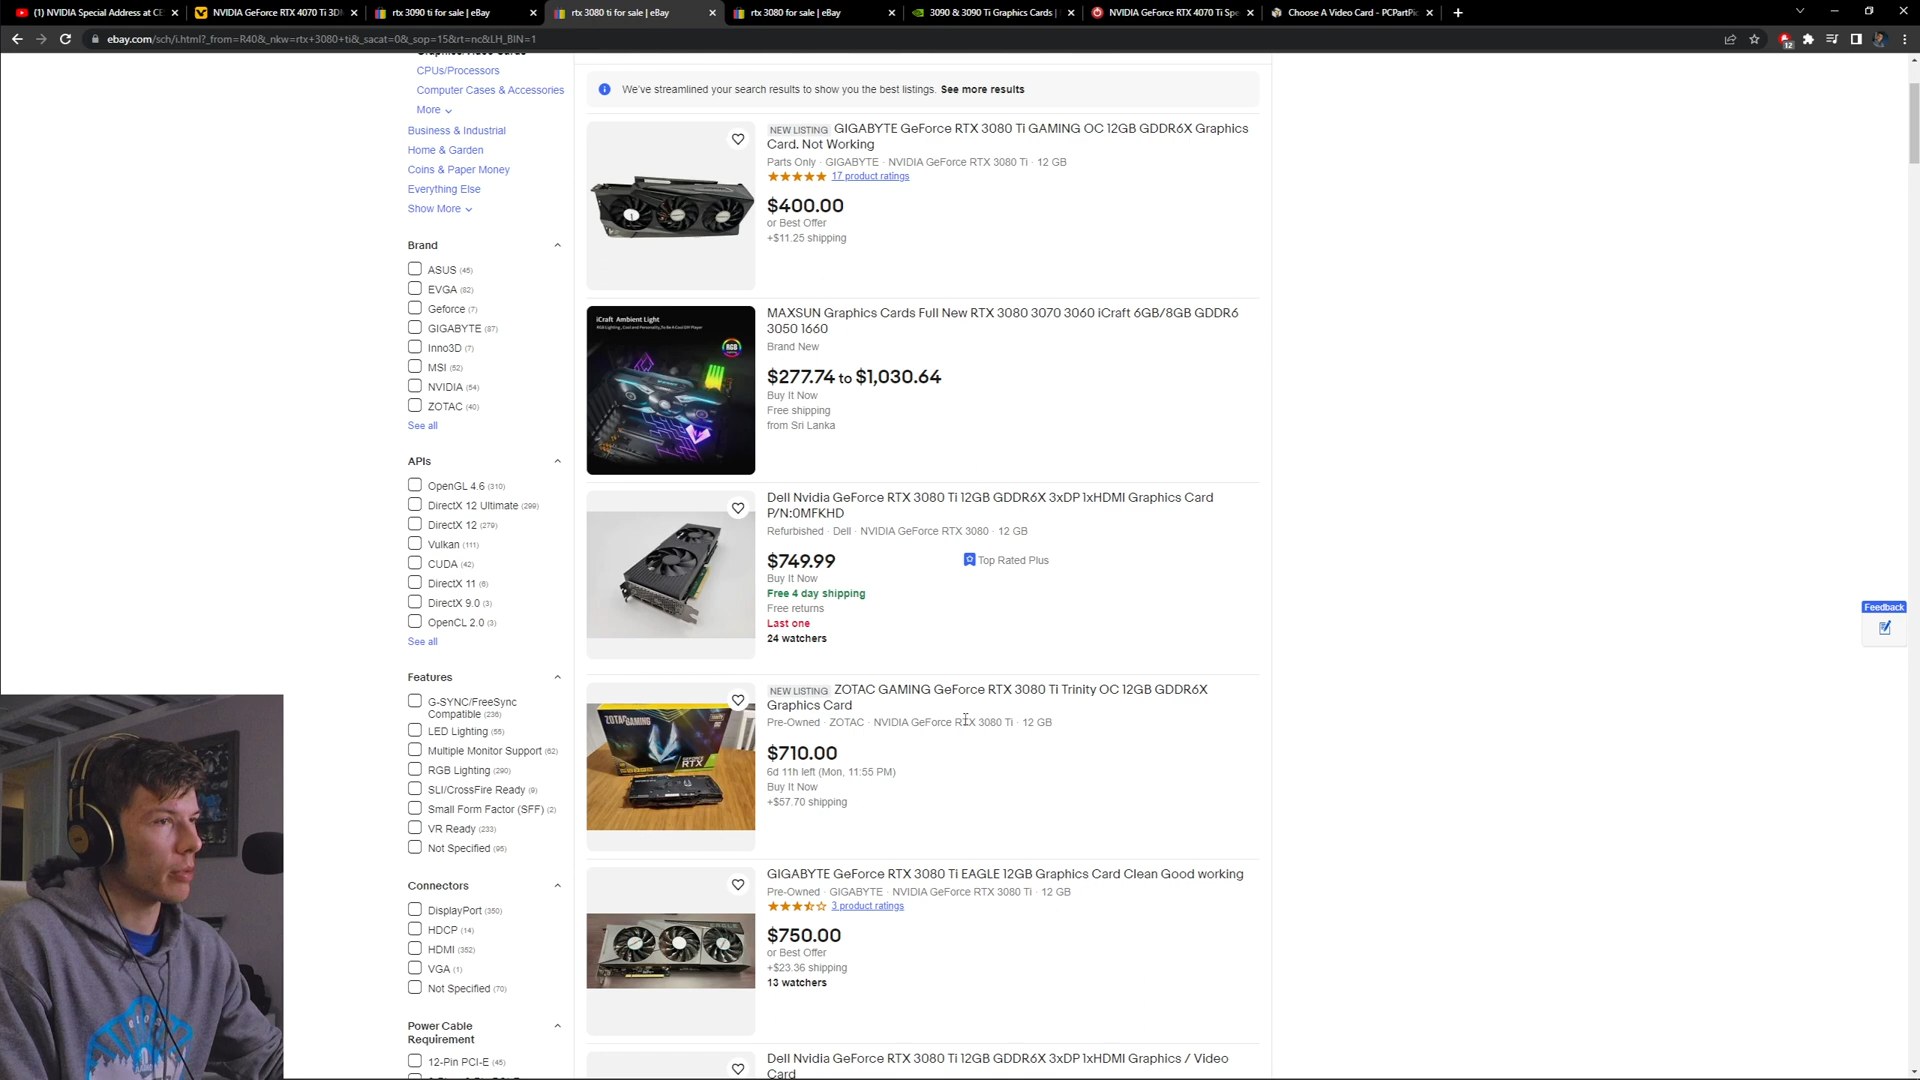 (1) NVIDIA Special Address at CE
NVIDIA GeForce RTX 4070 Ti 3DM
rtx 3090 ti for sale | eBay
rtx 3080 ti for sale | eBay
rtx 3080 for sale | eBay
3090 & 3090 Ti Graphics Cards |
NVIDIA GeForce RTX 4070 Ti Spe
Choose A Video Card - PCPartPic
ebay.com/sch/i.html?_from=R40&_nkw=rtx+3080+ti&_sacat=0&_sop=15&rt=nc&LH_BIN=1
12
CPUs/Processors
Computer Cases & Accessories
More
Business & Industrial
Home & Garden
Coins & Paper Money
Everything Else
Show More
Brand
ASUS (45)
EVGA (82)
Geforce (7)
GIGABYTE (87)
Inno3D (7)
MSI (52)
NVIDIA (54)
ZOTAC (40)
See all
APIs
OpenGL 4.6 (310)
DirectX 12 Ultimate (299)
DirectX 12 (279)
Vulkan (111)
CUDA (42)
DirectX 11 (6)
DirectX 9.0 (3)
OpenCL 2.0 (3)
See all
Features
G-SYNC/FreeSync
Compatible (236)
LED Lighting (55)
Multiple Monitor Support (62)
RGB Lighting (290)
SLI/CrossFire Ready (9)
Small Form Factor (SFF) (2)
VR Ready (233)
Not Specified (95)
Connectors
DisplayPort (350)
HDCP (14)
HDMI (352)
VGA (1)
Not Specified (70)
Power Cable
Requirement
12-Pin PCI-E (45)
We've streamlined your search results to show you the best listings. See more results
NEW LISTING GIGABYTE GeForce RTX 3080 Ti GAMING OC 12GB GDDR6X Graphics
Card. Not Working
Parts Only · GIGABYTE · NVIDIA GeForce RTX 3080 Ti · 12 GB
17 product ratings
$400.00
or Best Offer
+$11.25 shipping
iCraft Ambient Light
RGB
MAXSUN Graphics Cards Full New RTX 3080 3070 3060 iCraft 6GB/8GB GDDR6
3050 1660
Brand New
$277.74 to $1,030.64
Buy It Now
Free shipping
from Sri Lanka
Dell Nvidia GeForce RTX 3080 Ti 12GB GDDR6X 3xDP 1xHDMI Graphics Card
P/N:0MFKHD
Refurbished · Dell · NVIDIA GeForce RTX 3080 · 12 GB
$749.99
Top Rated Plus
Buy It Now
Free 4 day shipping
Free returns
Last one
24 watchers
ZOTAC GAMING
GEFORCE
RTX
NEW LISTING ZOTAC GAMING GeForce RTX 3080 Ti Trinity OC 12GB GDDR6X
Graphics Card
Pre-Owned · ZOTAC · NVIDIA GeForce RTX 3080 Ti · 12 GB
$710.00
6d 11h left (Mon, 11:55 PM)
Buy It Now
+$57.70 shipping
EAGLE
GIGABYTE GeForce RTX 3080 Ti EAGLE 12GB Graphics Card Clean Good working
Pre-Owned · GIGABYTE · NVIDIA GeForce RTX 3080 Ti · 12 GB
3 product ratings
$750.00
or Best Offer
+$23.36 shipping
13 watchers
Dell Nvidia GeForce RTX 3080 Ti 12GB GDDR6X 3xDP 1xHDMI Graphics / Video
Card
Feedback